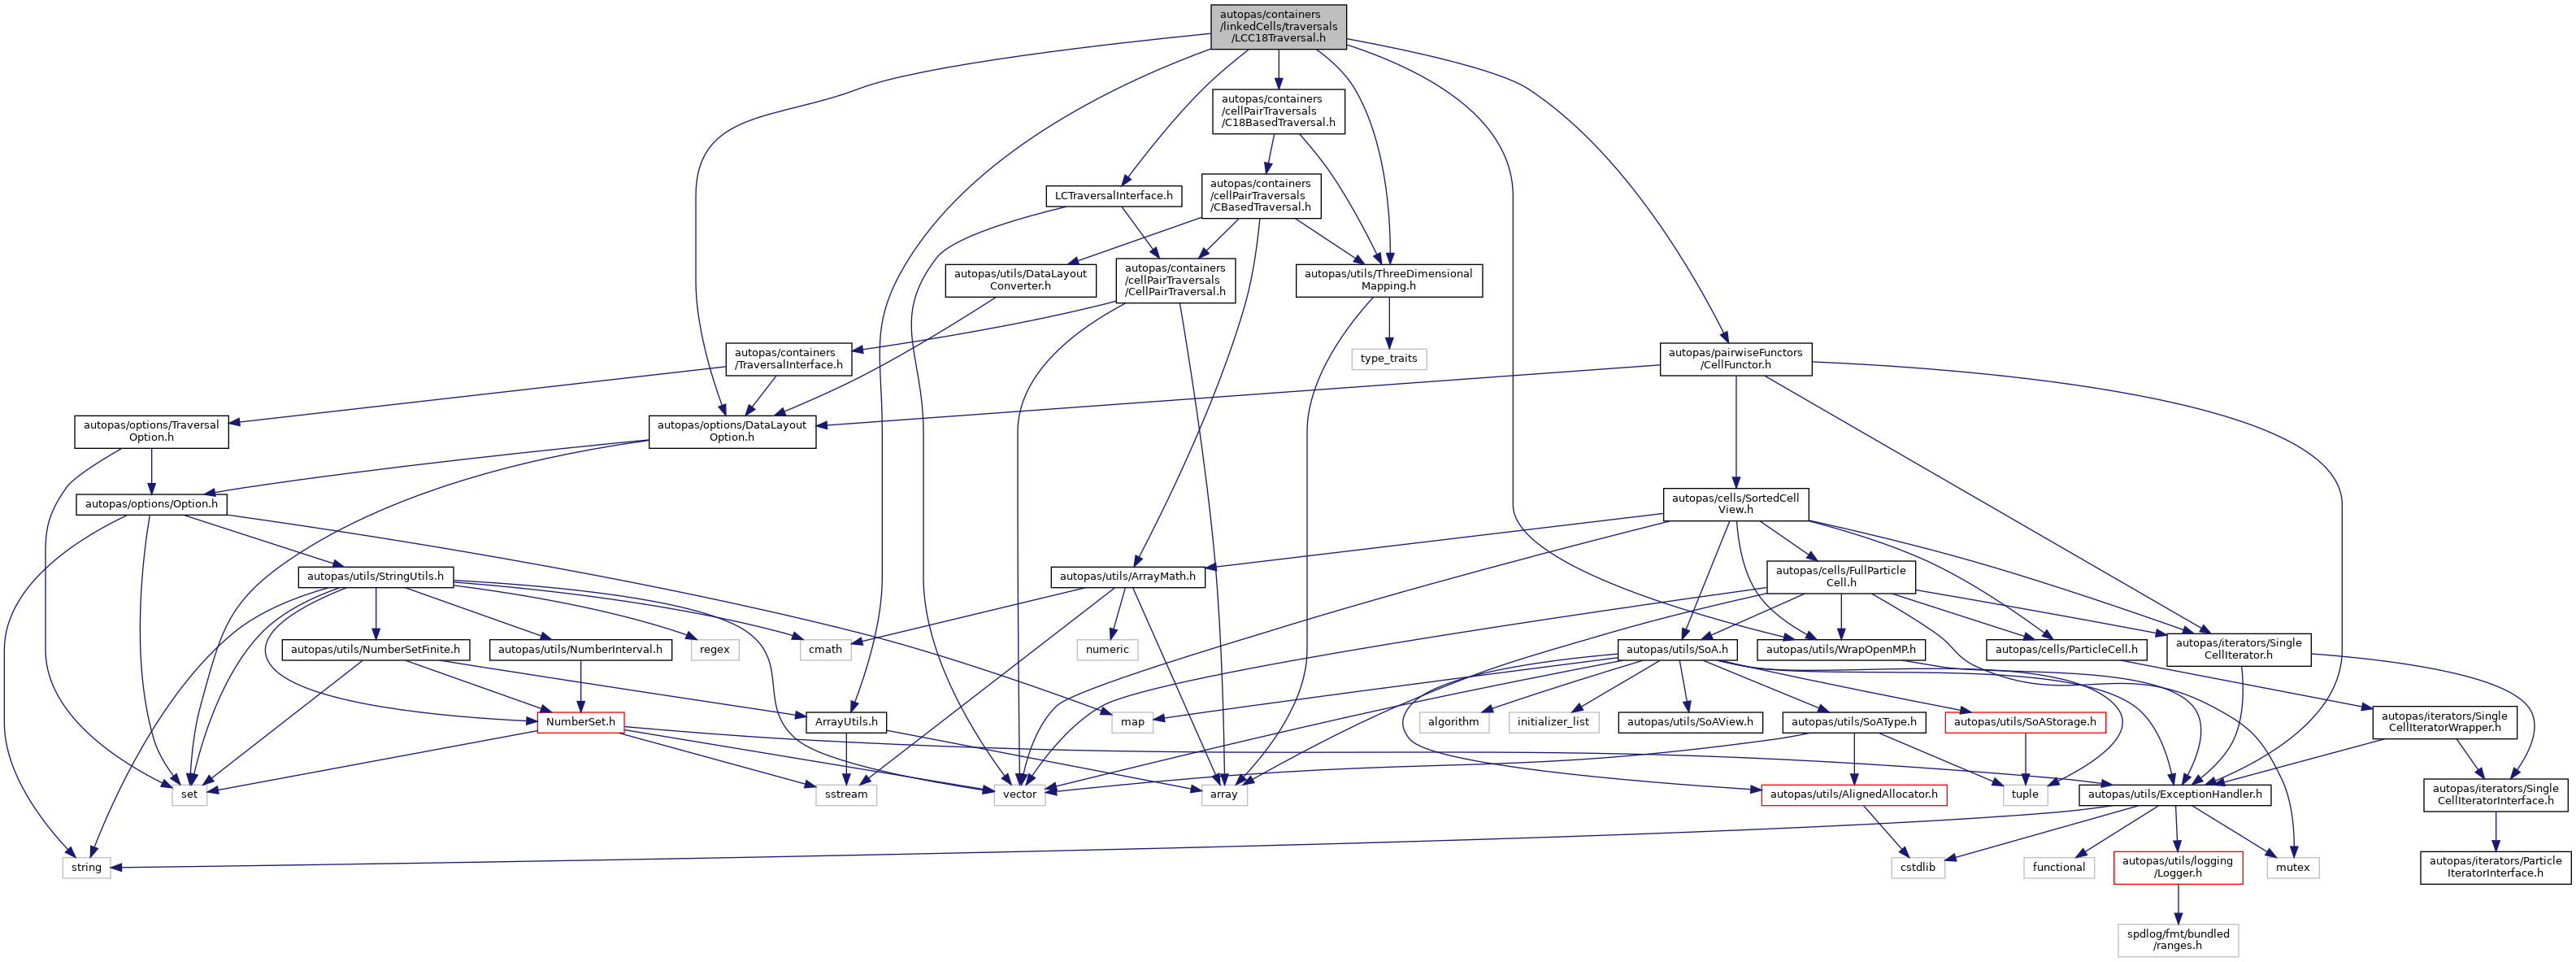 autopas/containers
/linkedCells/traversals
/LCC18Traversal.h
autopas/containers
/cellPairTraversals
/C18BasedTraversal.h
LCTraversalInterface.h
autopas/containers
/cellPairTraversals
/CBasedTraversal.h
autopas/utils/DataLayout
Converter.h
autopas/containers
/cellPairTraversals
/CellPairTraversal.h
autopas/utils/ThreeDimensional
Mapping.h
autopas/containers
/TraversalInterface.h
type_traits
autopas/pairwiseFunctors
/CellFunctor.h
autopas/options/Traversal
Option.h
autopas/options/DataLayout
Option.h
autopas/options/Option.h
autopas/cells/SortedCell
View.h
autopas/utils/StringUtils.h
autopas/utils/ArrayMath.h
autopas/cells/FullParticle
Cell.h
autopas/utils/NumberSetFinite.h
autopas/utils/NumberInterval.h
regex
cmath
numeric
autopas/utils/SoA.h
autopas/utils/WrapOpenMP.h
autopas/cells/ParticleCell.h
autopas/iterators/Single
CellIterator.h
NumberSet.h
ArrayUtils.h
map
algorithm
initializer_list
autopas/utils/SoAView.h
autopas/utils/SoAType.h
autopas/utils/SoAStorage.h
autopas/iterators/Single
CellIteratorWrapper.h
set
sstream
vector
array
autopas/utils/AlignedAllocator.h
tuple
autopas/utils/ExceptionHandler.h
autopas/iterators/Single
CellIteratorInterface.h
string
cstdlib
functional
autopas/utils/logging
/Logger.h
mutex
autopas/iterators/Particle
IteratorInterface.h
spdlog/fmt/bundled
/ranges.h